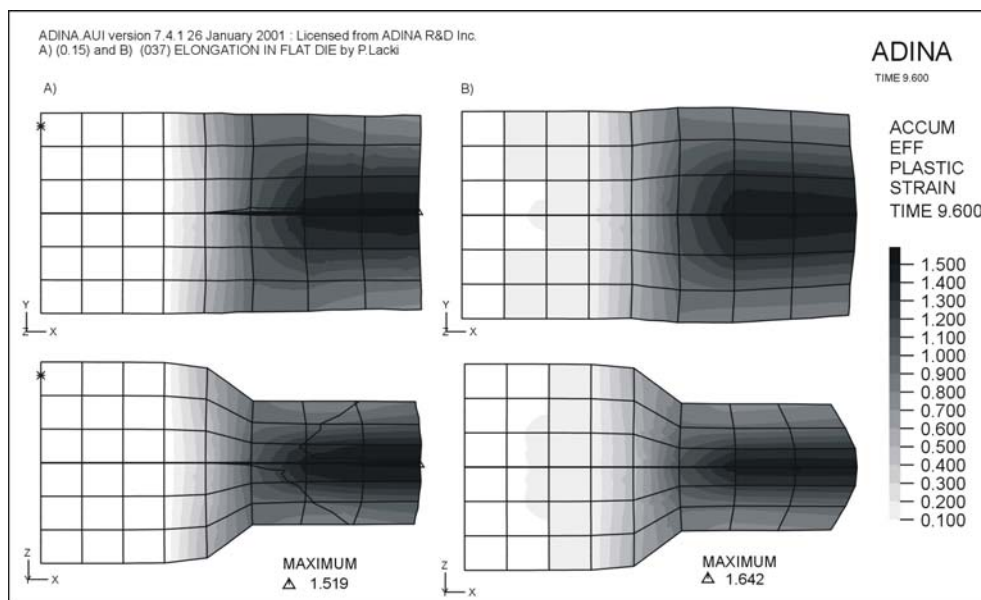 ADINA.AUI version 7.4.1 26 January 2001 : Licensed from ADINA R&D Inc.
A) (0.15) and B) (037) ELONGATION IN FLAT DIE by P.Lacki
ADINA
TIME 9.600
A)
B)
ACCUM
EFF
PLASTIC
STRAIN
TIME 9.600
1.500
1.400
1.300
1.200
1.000
0.900
0.800
0.700
0.600
0.500
0.400
0.300
0.200
0.100
Y
Z X
Y
Z X
Z
Y X
MAXIMUM
1.519
Z
Y X
MAXIMUM
1.642